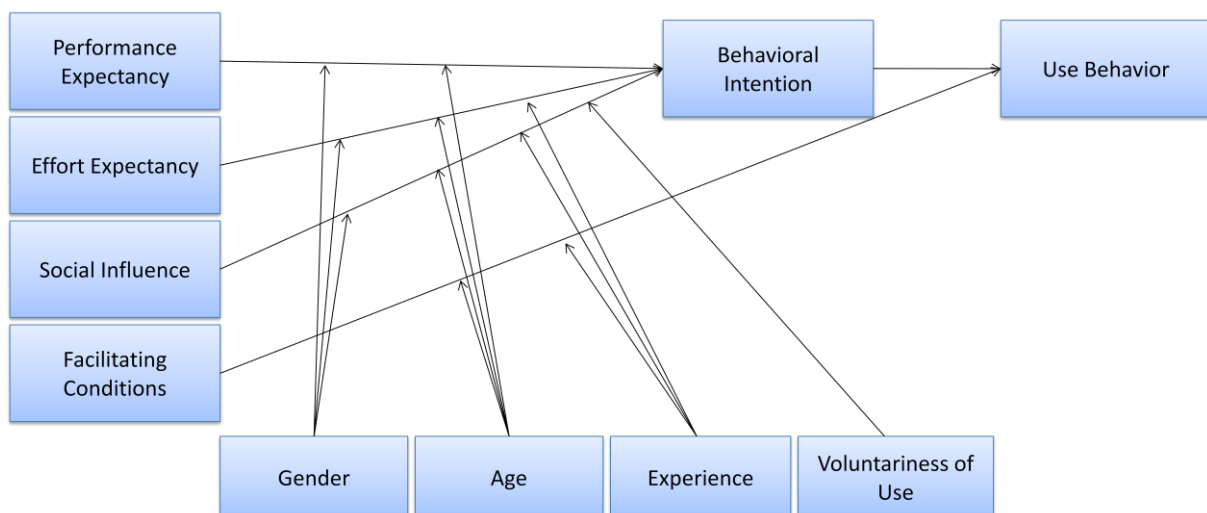 Performance
Expectancy
Behavioral
Intention
Use Behavior
Effort Expectancy
Social Influence
Facilitating
Conditions
Gender
Age
Experience
Voluntariness of
Use